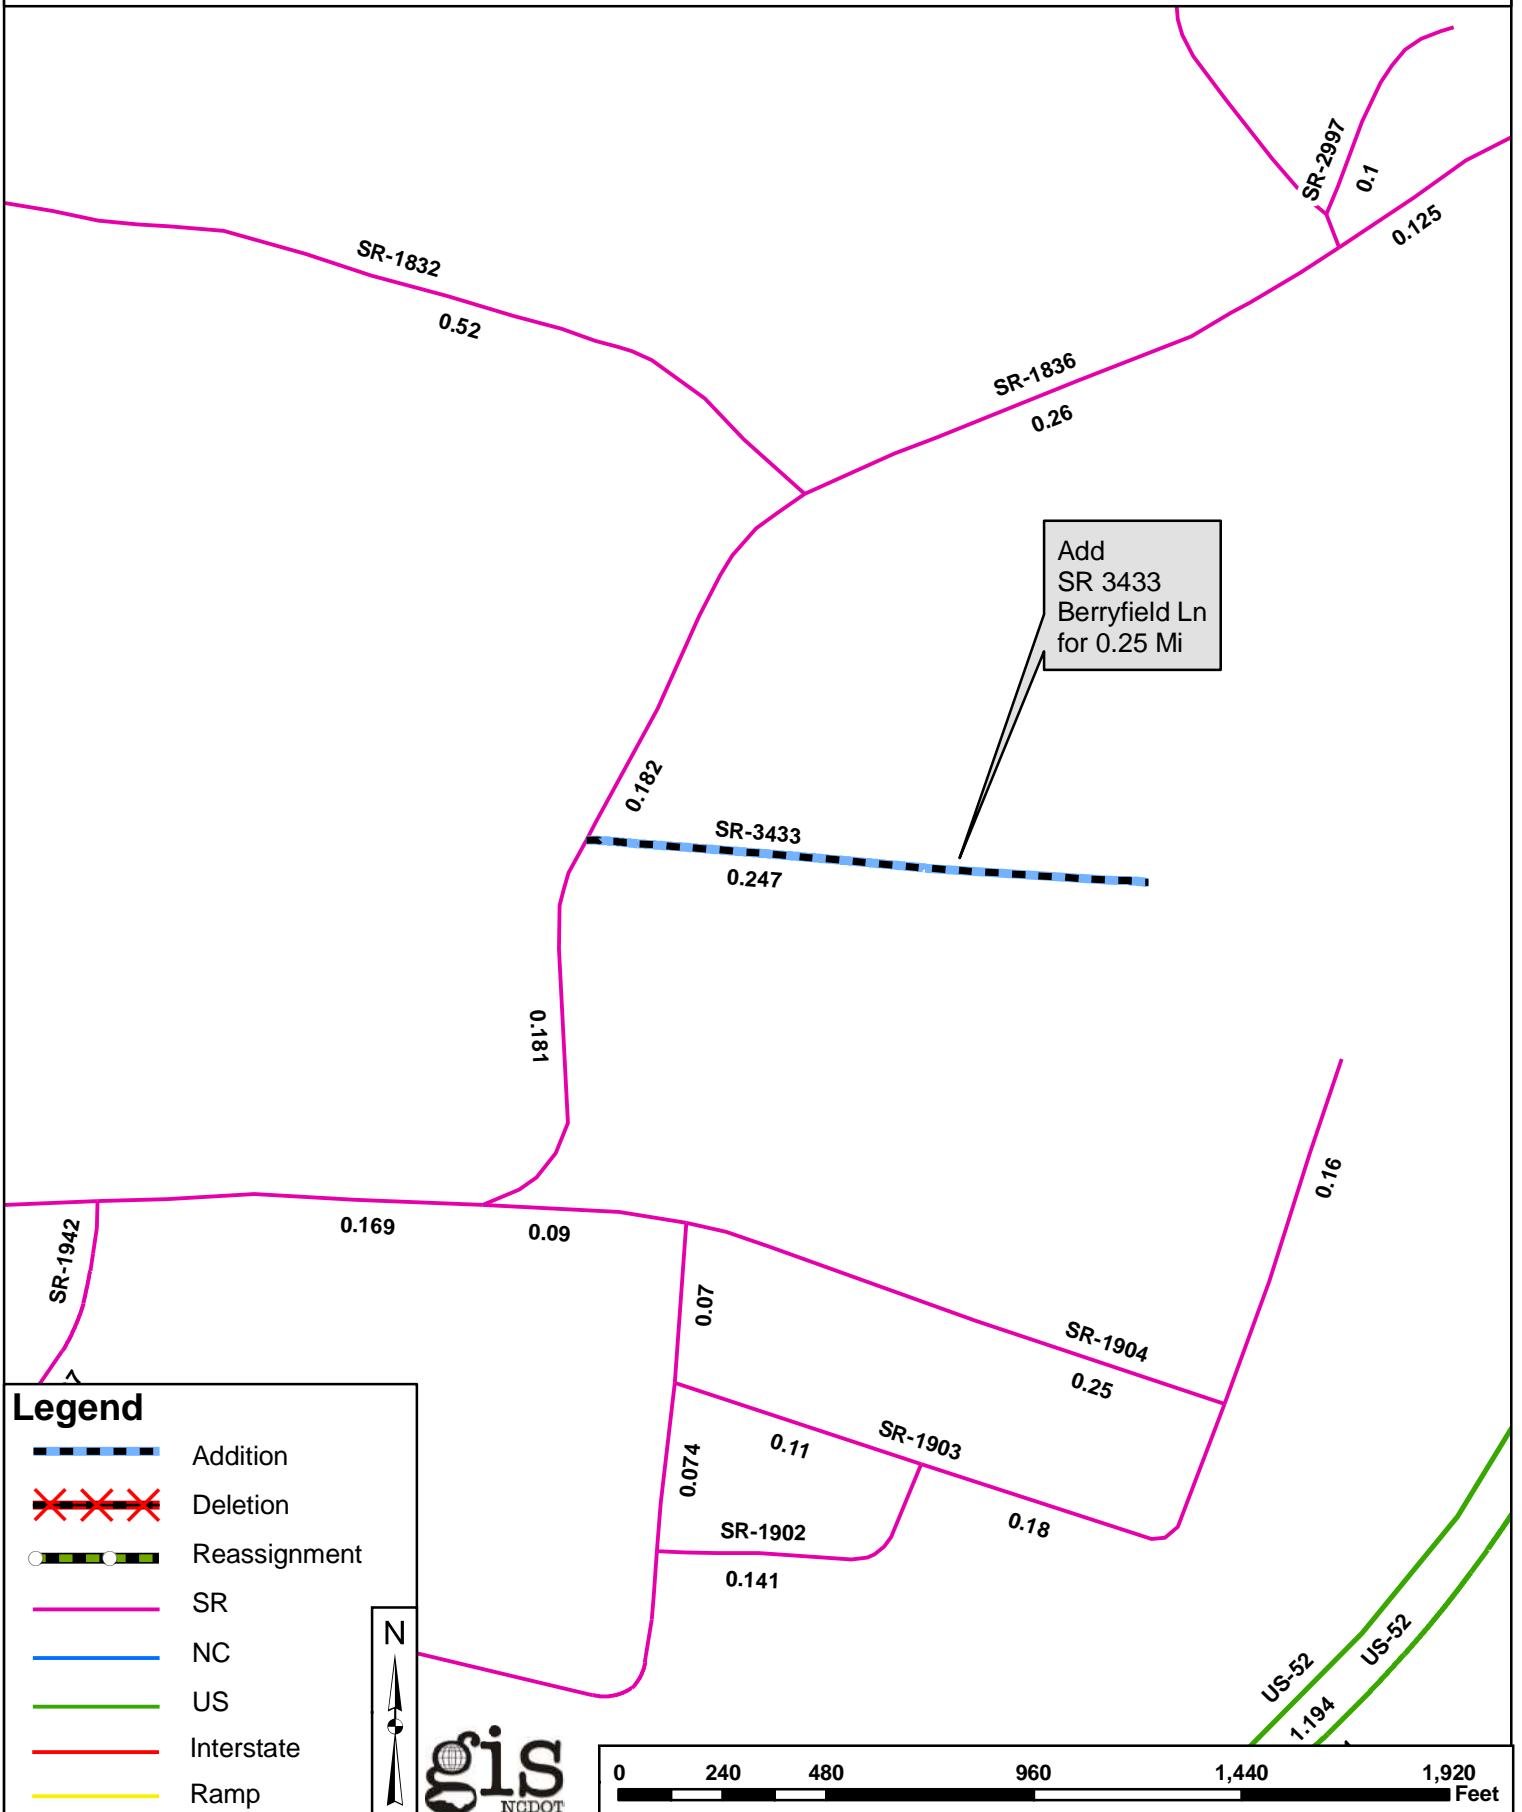 SR-2997
0.1
0.125
SR-1832
0.52
SR-1836
0.26
Add
SR 3433
Berryfield Ln
for 0.25 Mi
0.182
SR-3433
0.247
0.181
0.16
0.169
0.09
SR-1942
0.07
SR-1904
0.25
0.11
SR-1903
0.074
0.18
SR-1902
0.141
US-52
US-52
1.194
Legend
Addition
Deletion
Reassignment
SR
NC
US
Interstate
Ramp
N
gis
NCDOT
0 240 480 960 1,440 1,920
Feet